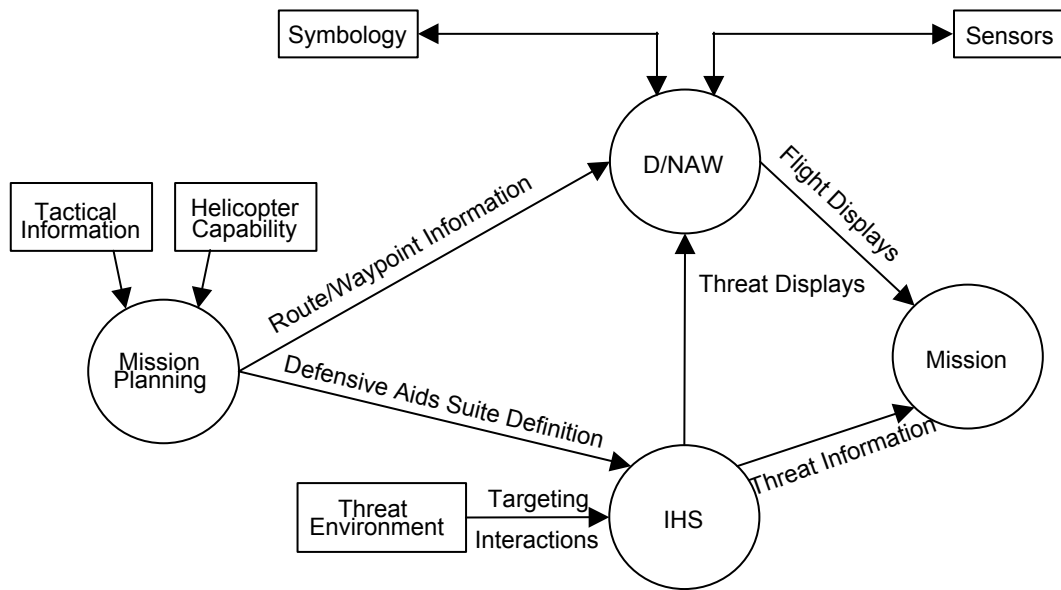 Symbology
Sensors
D/NAW
Tactical
Information
Helicopter
Capability
Route/Waypoint Information
Flight Displays
Threat Displays
Mission
Planning
Mission
Defensive Aids Suite Definition
Threat Information
Threat
Environment
Targeting
Interactions
IHS